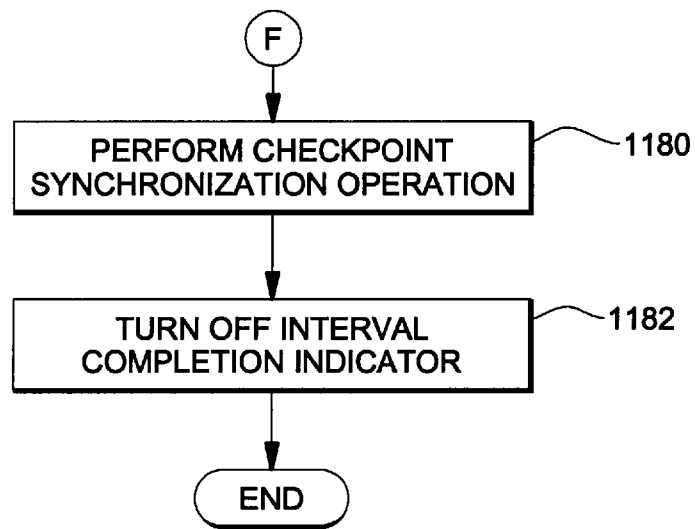 F
PERFORM CHECKPOINT
SYNCHRONIZATION OPERATION
1180
TURN OFF INTERVAL
COMPLETION INDICATOR
1182
END